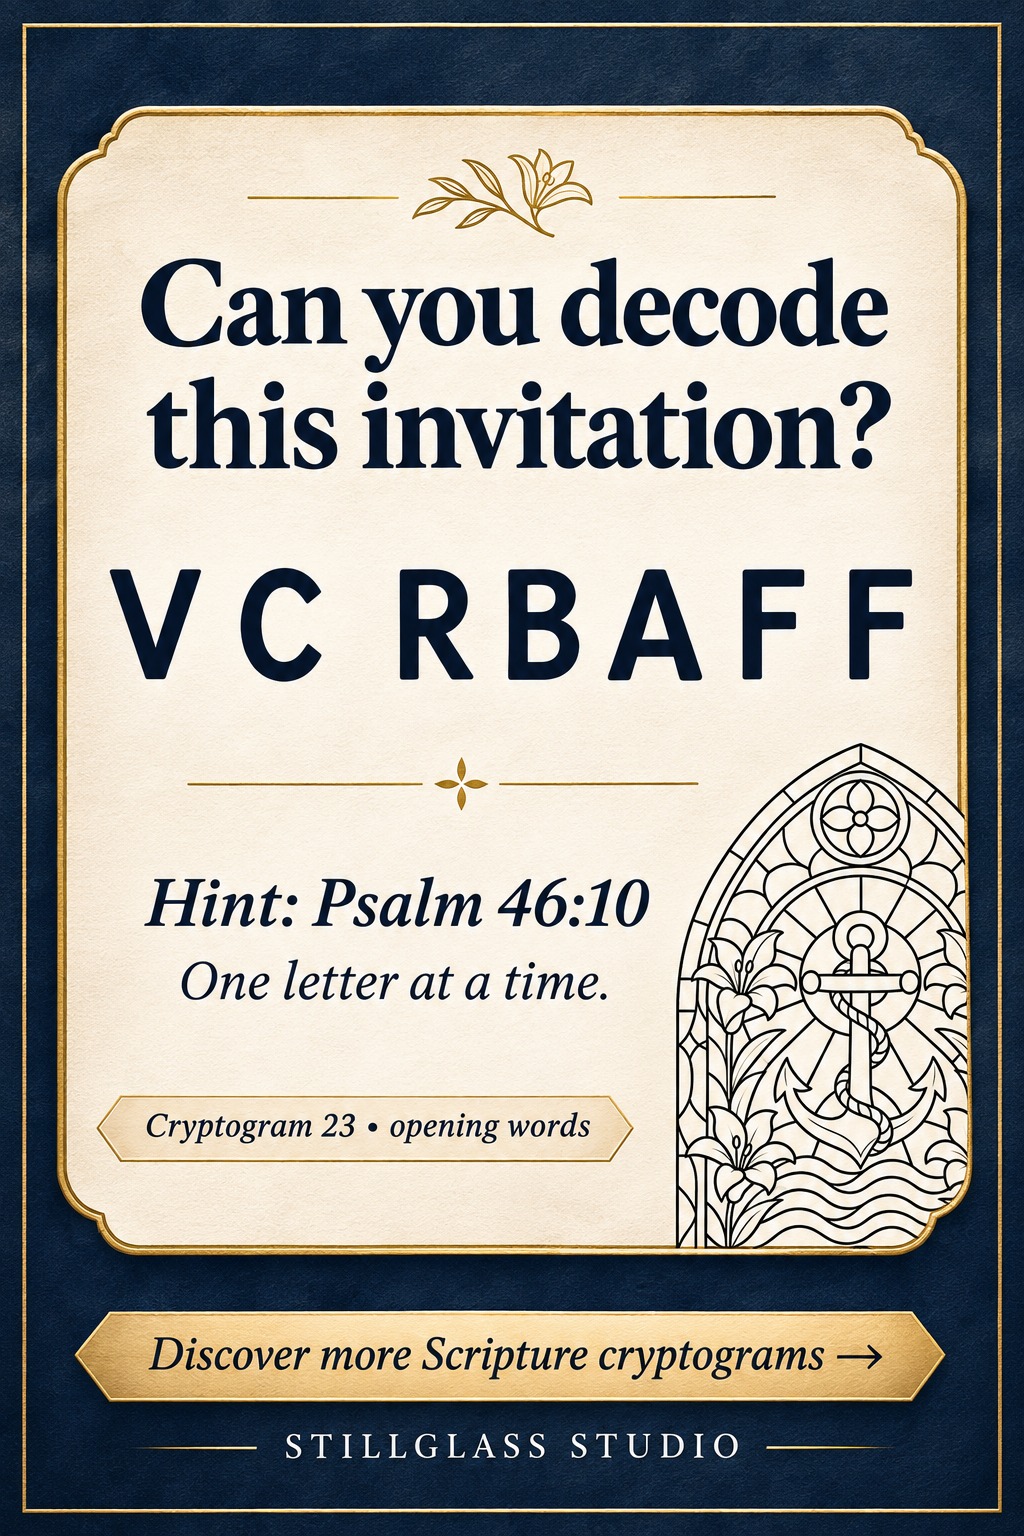 Can you decode
this invitation?
VC RBAFF
Hint: Psalm 46:10
One letter at a time.
Cryptogram 23 • opening words
Discover more Scripture cryptograms →
STILLGLASS STUDIO